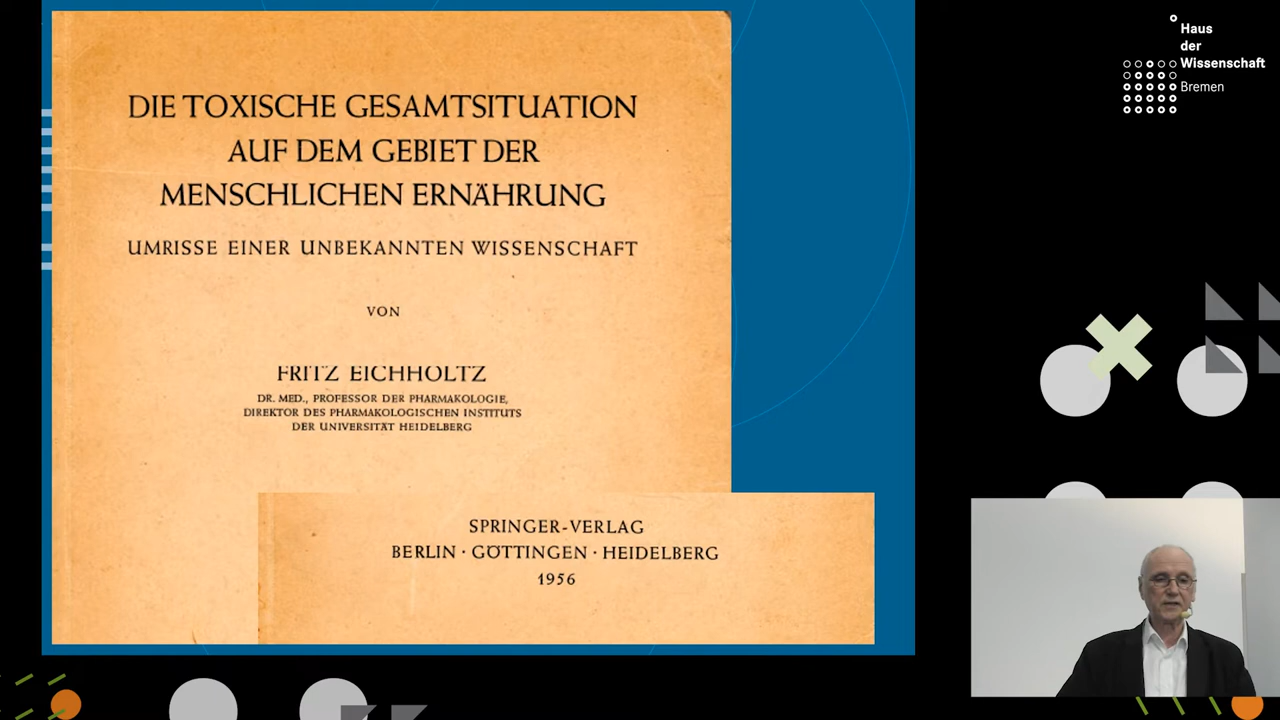 DIE TOXISCHE GESAMTSITUATION
AUF DEM GEBIET DER
MENSCHLICHEN ERNÄHRUNG
UMRISSE EINER UNBEKANNTEN WISSENSCHAFT
VON
FRITZ EICHHOLTZ
DR. MED., PROFESSOR DER PHARMAKOLOGIE,
DIREKTOR DES PHARMAKOLOGISCHEN INSTITUTS
DER UNIVERSITÄT HEIDELBERG
SPRINGER-VERLAG
BERLIN · GÖTTINGEN · HEIDELBERG
1956
Haus
der
Wissenschaft
Bremen